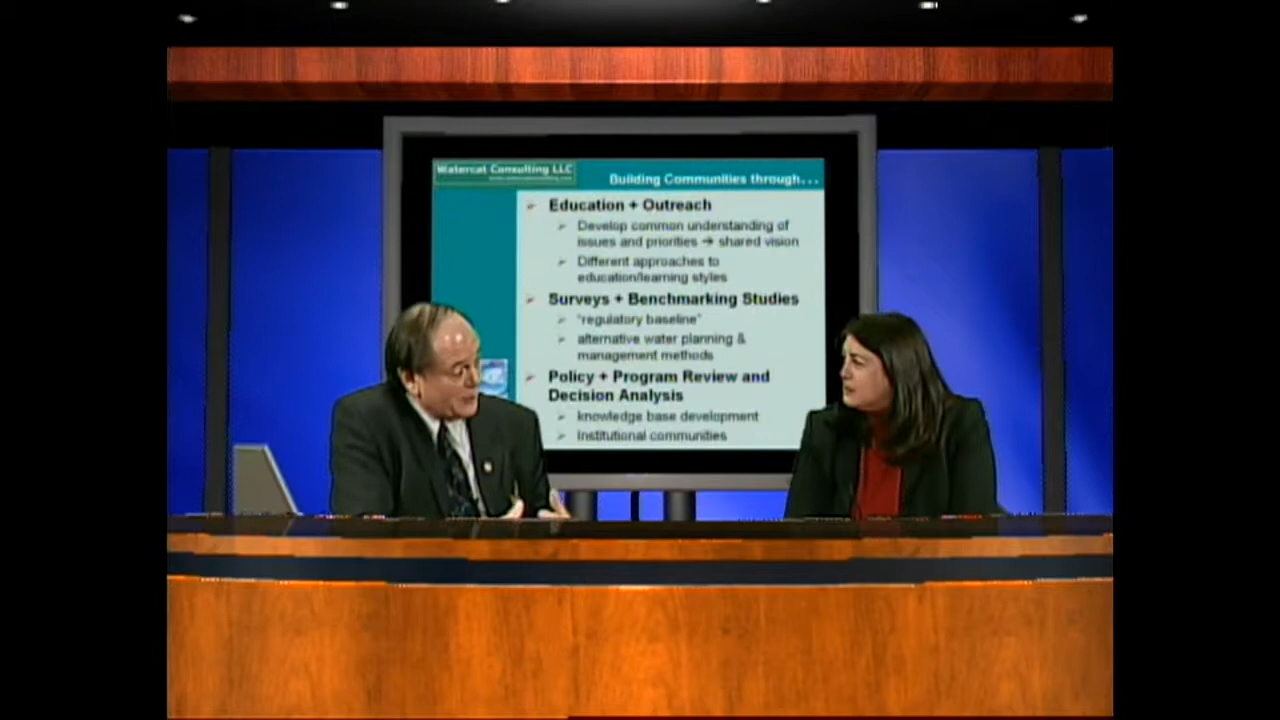 Watercat Consulting LLC
Building Communities through...
➢ Education + Outreach
➢ Develop common understanding of
issues and priorities → shared vision
➢ Different approaches to
education/learning styles
➢ Surveys + Benchmarking Studies
➢ "regulatory baseline"
➢ alternative water planning &
management methods
➢ Policy + Program Review and
Decision Analysis
➢ knowledge base development
➢ Institutional communities